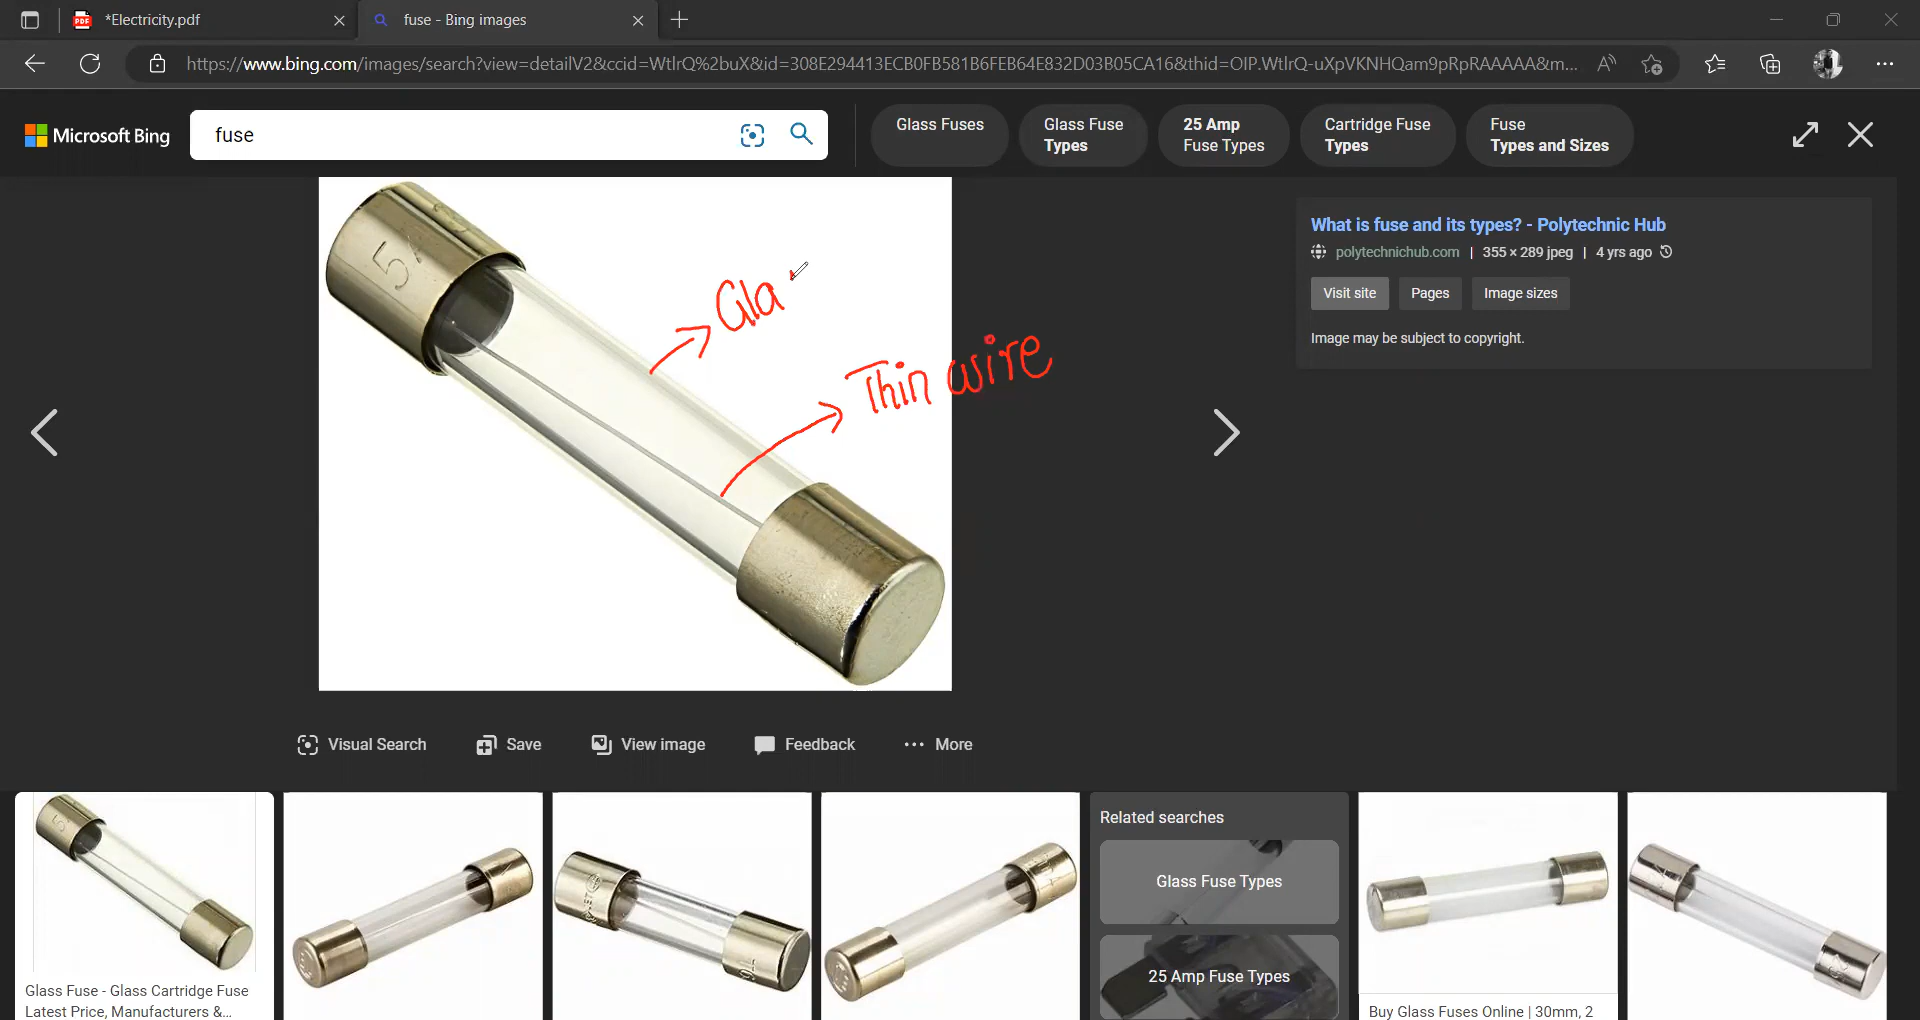 *Electricity.pdf
fuse - Bing images
https://www.bing.com/images/search?view=detailV2&ccid=WtlrQ%2buX&id=308E294413ECB0FB581B6FEB64E832D03B05CA16&thid=OIP.WtlrQ-uXpVKNHQam9pRpRAAAAA&m...
Microsoft Bing
fuse
Glass Fuses
Glass Fuse
Types
25 Amp
Fuse Types
Cartridge Fuse
Types
Fuse
Types and Sizes
5
Gla
Thin wire
What is fuse and its types? - Polytechnic Hub
polytechnichub.com | 355 × 289 jpeg | 4 yrs ago
Visit site
Pages
Image sizes
Image may be subject to copyright.
Visual Search
Save
View image
Feedback
More
Glass Fuse - Glass Cartridge Fuse
Latest Price, Manufacturers &...
Related searches
Glass Fuse Types
25 Amp Fuse Types
Buy Glass Fuses Online | 30mm, 2